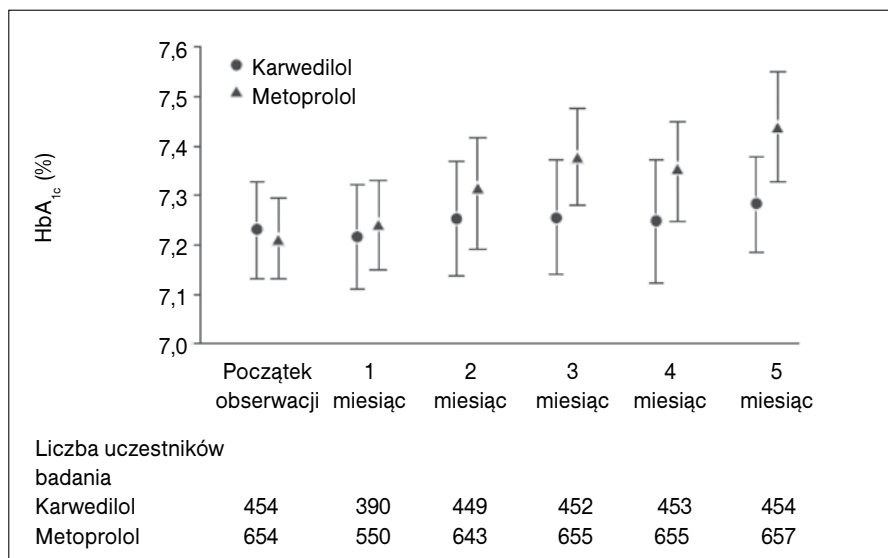 7,6
Karwedilol
7,5
Metoprolol
7,4
HbA1c (%)
7,3
7,2
7,1
7,0
Początek obserwacji
1 miesiąc
2 miesiąc
3 miesiąc
4 miesiąc
5 miesiąc
Liczba uczestników
badania
Karwedilol 454 390 449 452 453 454
Metoprolol 654 550 643 655 655 657